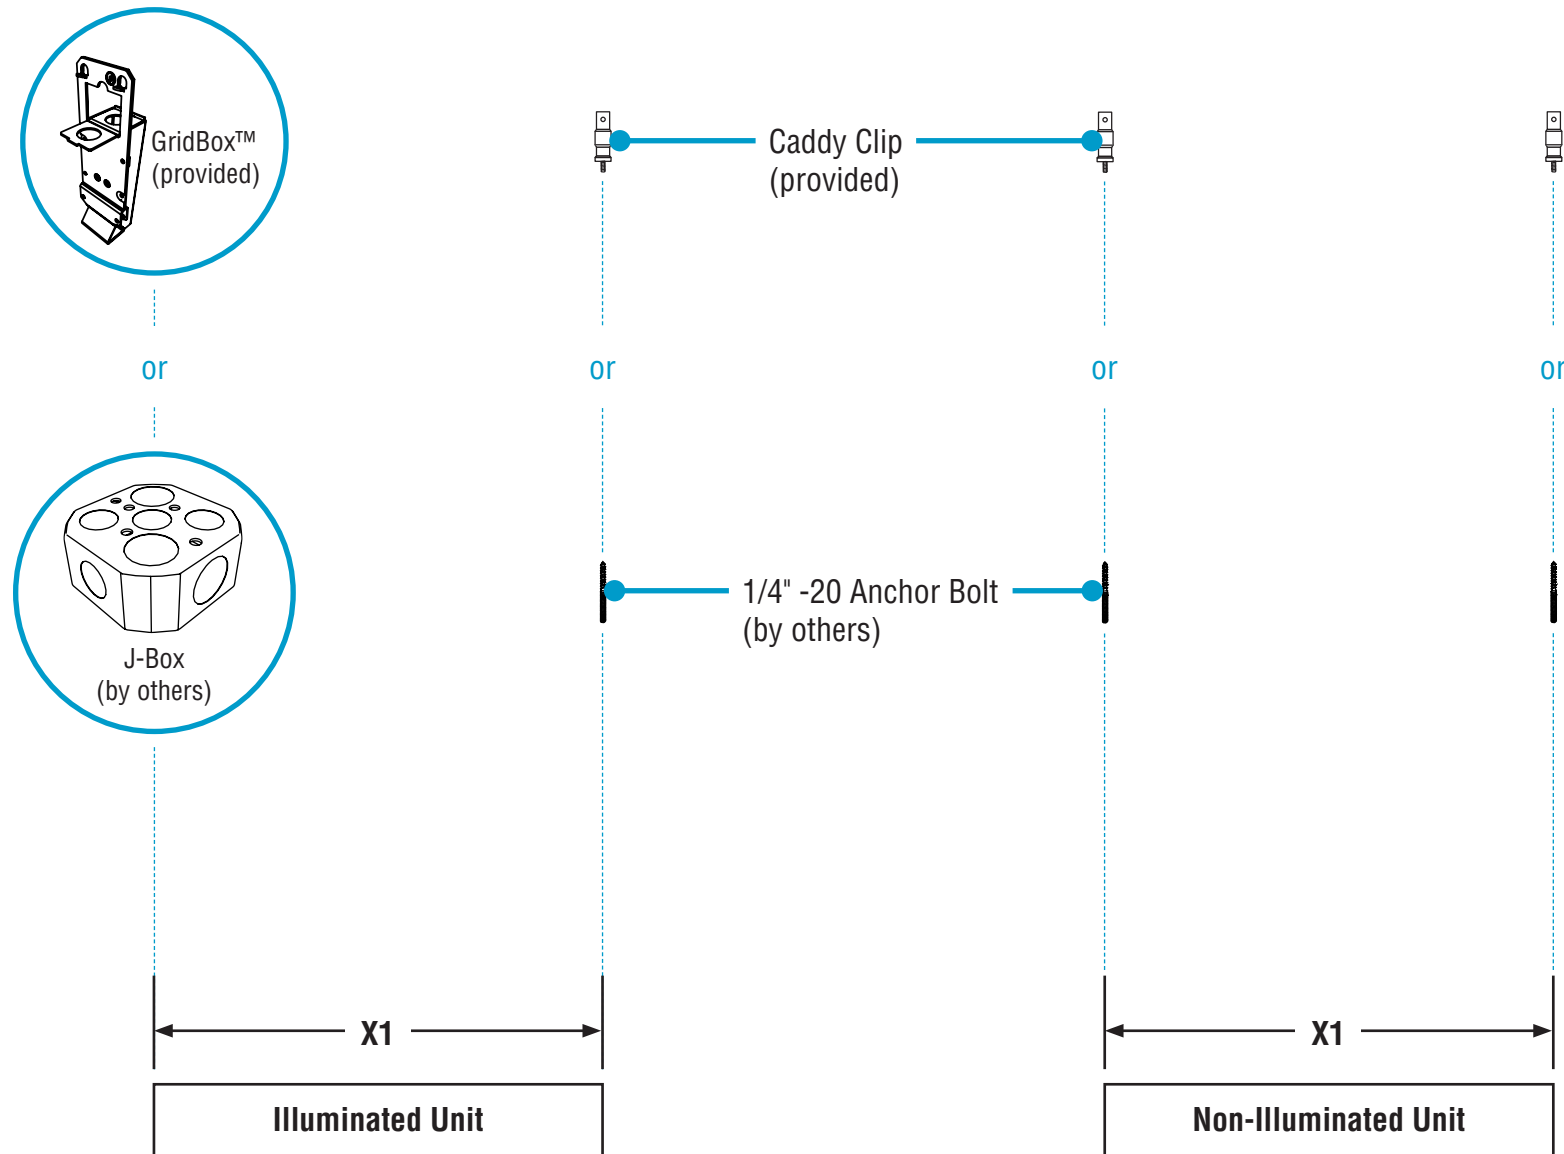 GridBox™
(provided)
Caddy Clip
(provided)
or
or
or
or
J-Box
(by others)
1/4" -20 Anchor Bolt
(by others)
X1
X1
Illuminated Unit
Non-Illuminated Unit